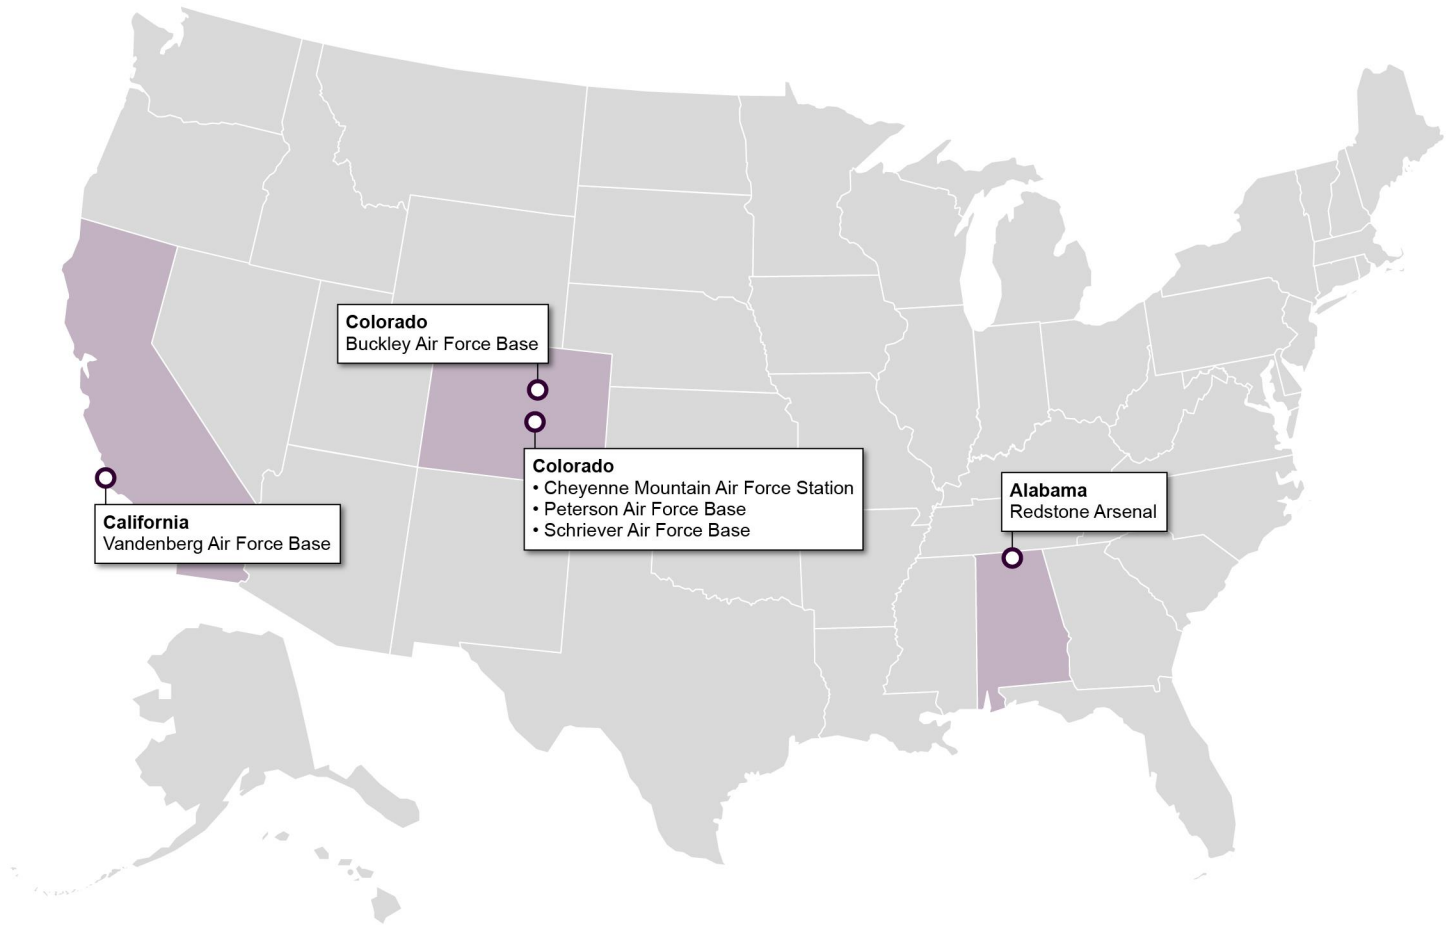 Colorado
Buckley Air Force Base
Colorado
• Cheyenne Mountain Air Force Station
• Peterson Air Force Base
• Schriever Air Force Base
Alabama
Redstone Arsenal
California
Vandenberg Air Force Base